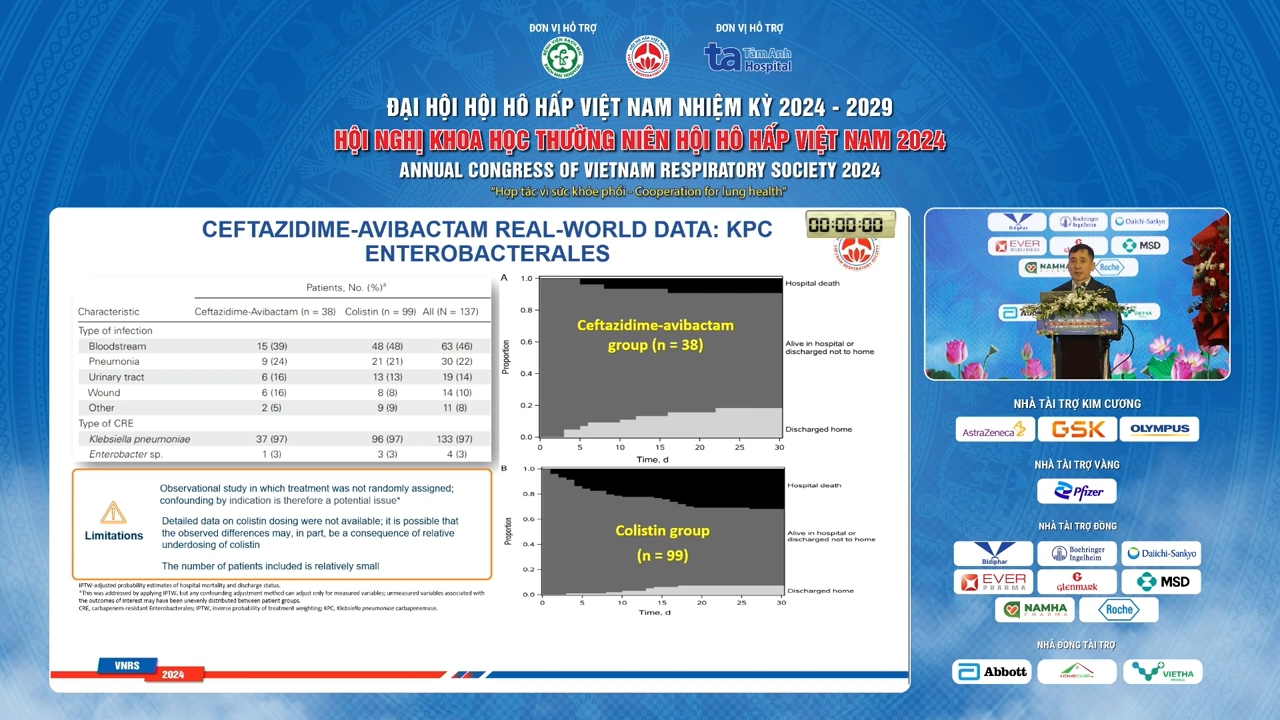 ĐƠN VỊ HỖ TRỢ
ĐƠN VỊ HỖ TRỢ
ta TâmAnh Hospital
ĐẠI HỘI HỘI HÔ HẤP VIỆT NAM NHIỆM KỲ 2024 - 2029
HỘI NGHỊ KHOA HỌC THƯỜNG NIÊN HỘI HÔ HẤP VIỆT NAM 2024
ANNUAL CONGRESS OF VIETNAM RESPIRATORY SOCIETY 2024
"Hợp tác vì sức khỏe phổi - Cooperation for lung health"
CEFTAZIDIME-AVIBACTAM REAL-WORLD DATA: KPC
ENTEROBACTERALES
00:00:00
Patients, No. (%)a
Characteristic Ceftazidime-Avibactam (n = 38) Colistin (n = 99) All (N = 137)
Type of infection
Bloodstream 15 (39) 48 (48) 63 (46)
Pneumonia 9 (24) 21 (21) 30 (22)
Urinary tract 6 (16) 13 (13) 19 (14)
Wound 6 (16) 8 (8) 14 (10)
Other 2 (5) 9 (9) 11 (8)
Type of CRE
Klebsiella pneumoniae 37 (97) 96 (97) 133 (97)
Enterobacter sp. 1 (3) 3 (3) 4 (3)
Limitations
Observational study in which treatment was not randomly assigned;
confounding by indication is therefore a potential issue*
Detailed data on colistin dosing were not available; it is possible that
the observed differences may, in part, be a consequence of relative
underdosing of colistin
The number of patients included is relatively small
IPTW-adjusted probability estimates of hospital mortality and discharge status.
*This was addressed by applying IPTW, but any confounding adjustment method can adjust only for measured variables; unmeasured variables associated with
the outcomes of interest may have been unevenly distributed between patient groups.
CRE, carbapenem-resistant Enterobacterales; IPTW, inverse probability of treatment weighting; KPC, Klebsiella pneumoniae carbapenemase.
A
Proportion
1.0
0.8
0.6
0.4
0.2
0.0
0 5 10 15 20 25 30
Time, d
Ceftazidime-avibactam
group (n = 38)
Hospital death
Alive in hospital or
discharged not to home
Discharged home
B
Proportion
1.0
0.8
0.6
0.4
0.2
0.0
0 5 10 15 20 25 30
Time, d
Colistin group
(n = 99)
Hospital death
Alive in hospital or
discharged not to home
Discharged home
VNRS
2024
Bidiphar
Boehringer Ingelheim
Daiichi-Sankyo
EVER
MSD
NAMHA
Roche
NHÀ TÀI TRỢ KIM CƯƠNG
AstraZeneca
GSK
OLYMPUS
NHÀ TÀI TRỢ VÀNG
Pfizer
NHÀ TÀI TRỢ ĐỒNG
Bidiphar
Boehringer Ingelheim
Daiichi-Sankyo
EVER PHARMA
glenmark
MSD
NAMHA PHARMA
Roche
NHÀ ĐỒNG TÀI TRỢ
Abbott
HOMECARE
VIETHA